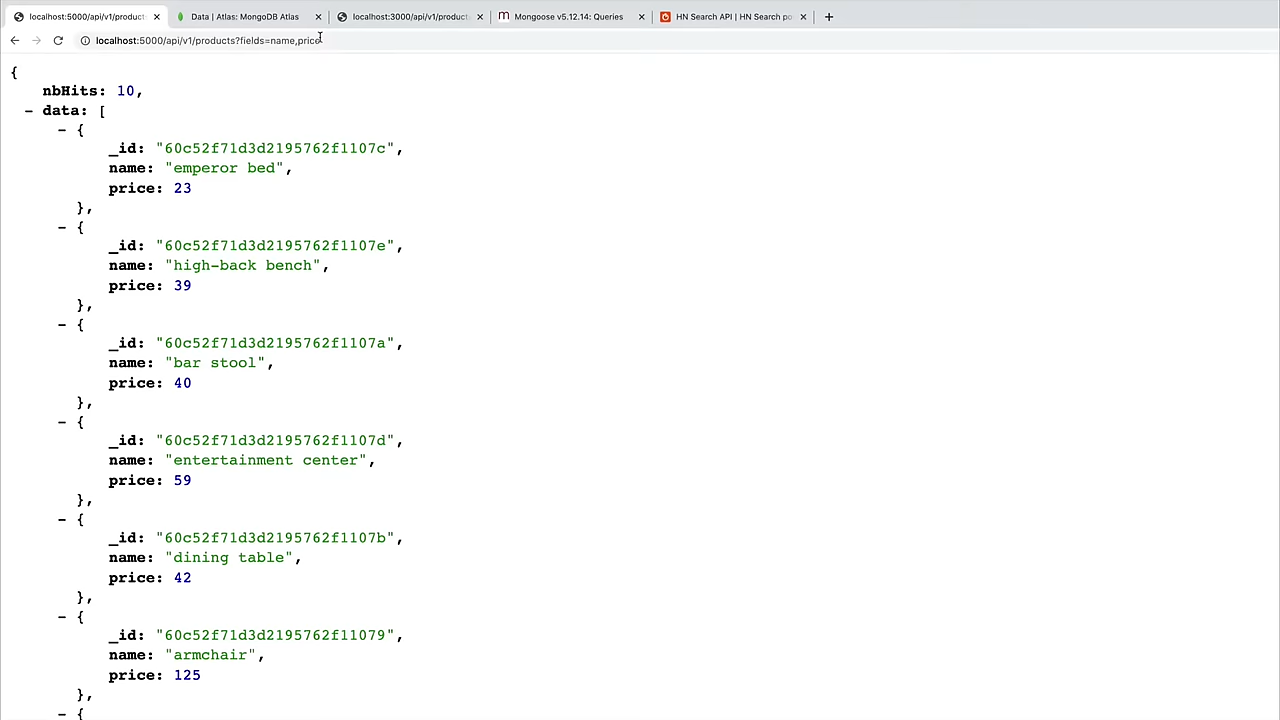 localhost:5000/api/v1/product:
Data | Atlas: MongoDB Atlas
localhost:3000/api/v1/product:
Mongoose v5.12.14: Queries
HN Search API | HN Search po
localhost:5000/api/v1/products?fields=name,price
{
nbHits: 10,
- data: [
- {
_id: "60c52f71d3d2195762f1107c",
name: "emperor bed",
price: 23
},
- {
_id: "60c52f71d3d2195762f1107e",
name: "high-back bench",
price: 39
},
- {
_id: "60c52f71d3d2195762f1107a",
name: "bar stool",
price: 40
},
- {
_id: "60c52f71d3d2195762f1107d",
name: "entertainment center",
price: 59
},
- {
_id: "60c52f71d3d2195762f1107b",
name: "dining table",
price: 42
},
- {
_id: "60c52f71d3d2195762f11079",
name: "armchair",
price: 125
},
- {